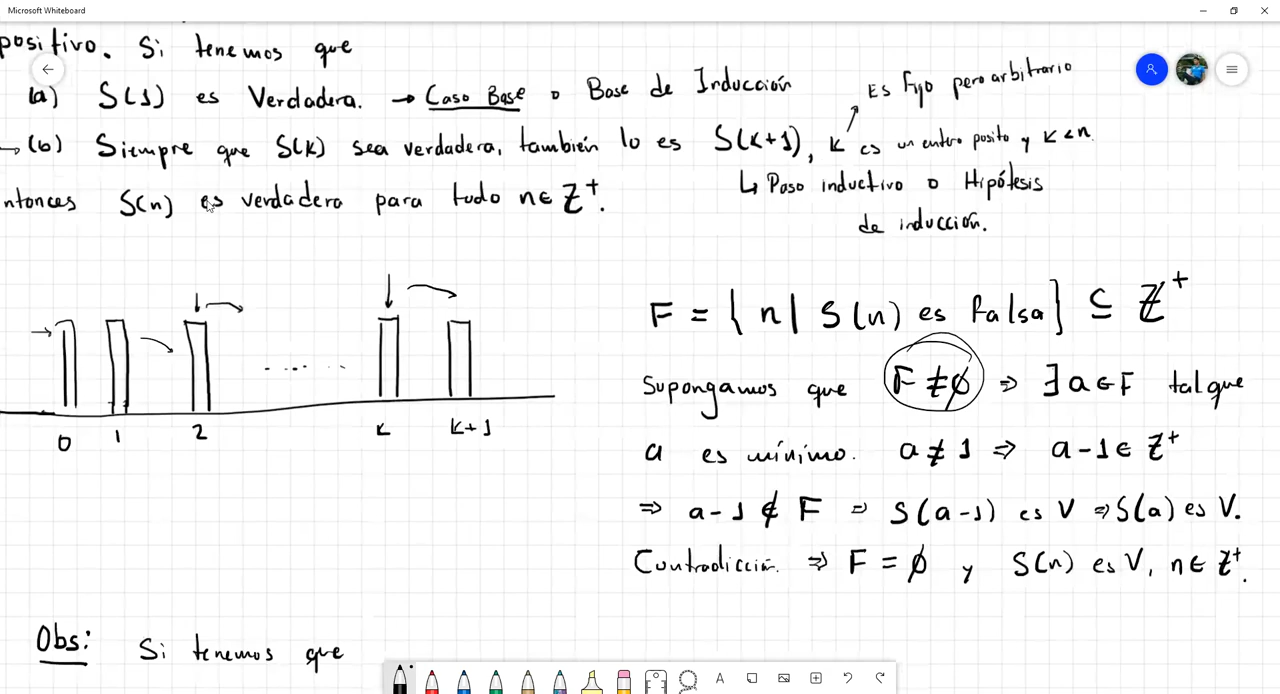 Microsoft Whiteboard
positivo. Si tenemos que
(a) S(1) es Verdadera. → Caso Base o Base de Inducción
Es Fijo pero arbitrario
→ (b) Siempre que S(k) sea verdadera, también lo es S(k+1), k es un entero posito y k<n.
↳ Paso inductivo o Hipótesis
de inducción.
ntonces S(n) es verdadera para todo n∈Z⁺.
0 1 2 ..... k k+1
F = { n | S(n) es Falsa} ⊆ Z⁺
Supongamos que F≠∅ ⇒ ∃a∈F tal que
a es mínimo. a≠1 ⇒ a-1∈Z⁺
⇒ a-1∉F ⇒ S(a-1) es V ⇒ S(a) es V.
Contradicción. ⇒ F=∅ y S(n) es V, n∈Z⁺.
Obs: Si tenemos que
A